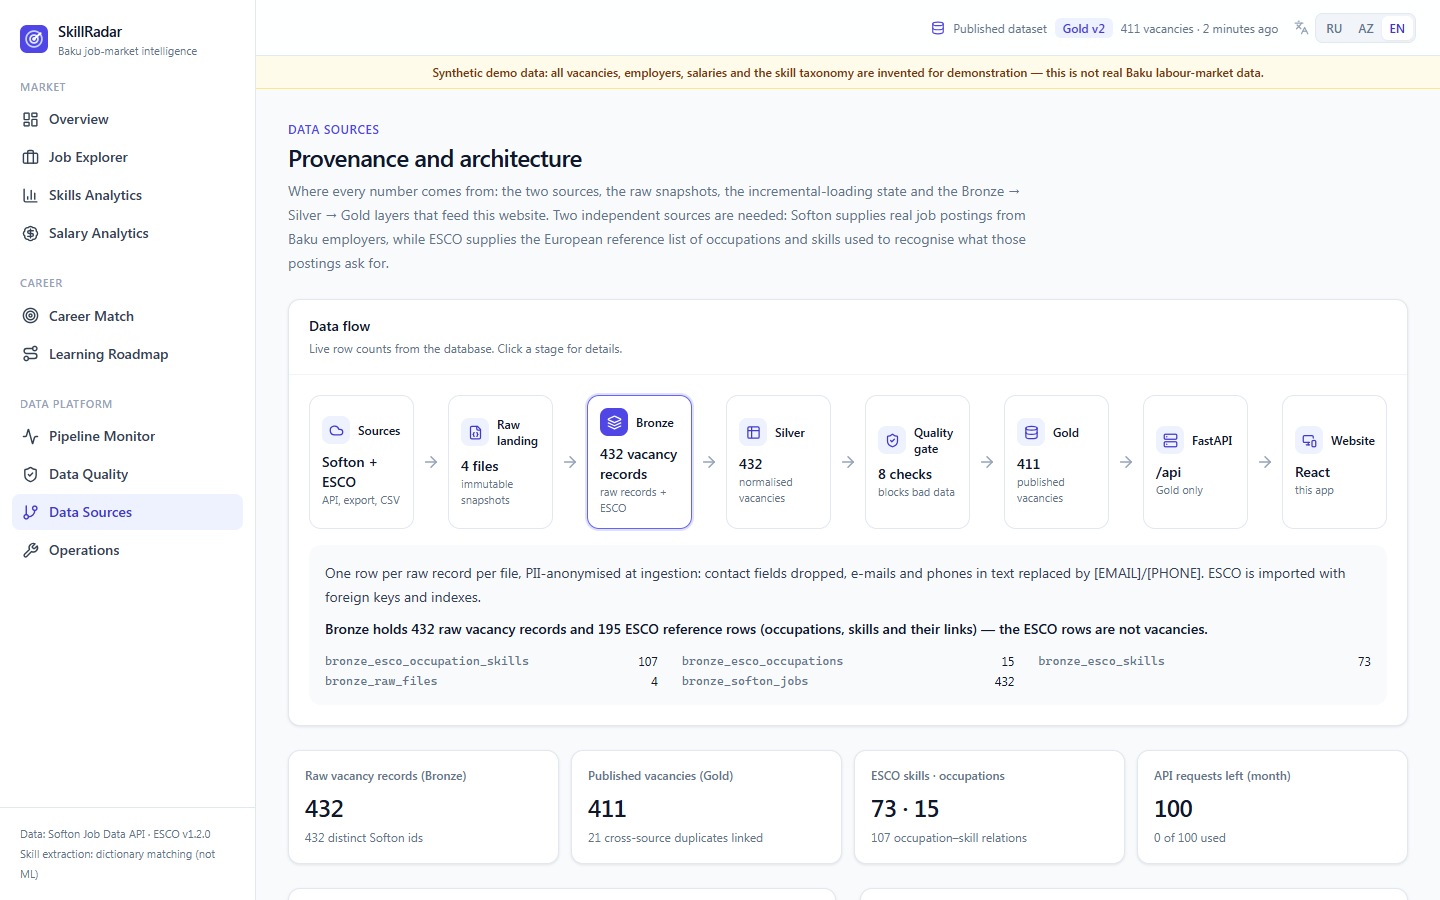 SkillRadar
Baku job-market intelligence
MARKET
Overview
Job Explorer
Skills Analytics
Salary Analytics
CAREER
Career Match
Learning Roadmap
DATA PLATFORM
Pipeline Monitor
Data Quality
Data Sources
Operations
Data: Softon Job Data API · ESCO v1.2.0
Skill extraction: dictionary matching (not
ML)
Published dataset Gold v2 411 vacancies · 2 minutes ago RU AZ EN
Synthetic demo data: all vacancies, employers, salaries and the skill taxonomy are invented for demonstration — this is not real Baku labour-market data.
DATA SOURCES
Provenance and architecture
Where every number comes from: the two sources, the raw snapshots, the incremental-loading state and the Bronze →
Silver → Gold layers that feed this website. Two independent sources are needed: Softon supplies real job postings from
Baku employers, while ESCO supplies the European reference list of occupations and skills used to recognise what those
postings ask for.
Data flow
Live row counts from the database. Click a stage for details.
Sources
Softon +
ESCO
API, export, CSV
Raw
landing
4 files
immutable
snapshots
Bronze
432 vacancy
records
raw records +
ESCO
Silver
432
normalised
vacancies
Quality
gate
8 checks
blocks bad data
Gold
411
published
vacancies
FastAPI
/api
Gold only
Website
React
this app
One row per raw record per file, PII-anonymised at ingestion: contact fields dropped, e-mails and phones in text replaced by [EMAIL]/[PHONE]. ESCO is imported with
foreign keys and indexes.
Bronze holds 432 raw vacancy records and 195 ESCO reference rows (occupations, skills and their links) — the ESCO rows are not vacancies.
bronze_esco_occupation_skills 107 bronze_esco_occupations 15 bronze_esco_skills 73
bronze_raw_files 4 bronze_softon_jobs 432
Raw vacancy records (Bronze)
432
432 distinct Softon ids
Published vacancies (Gold)
411
21 cross-source duplicates linked
ESCO skills · occupations
73 · 15
107 occupation–skill relations
API requests left (month)
100
0 of 100 used